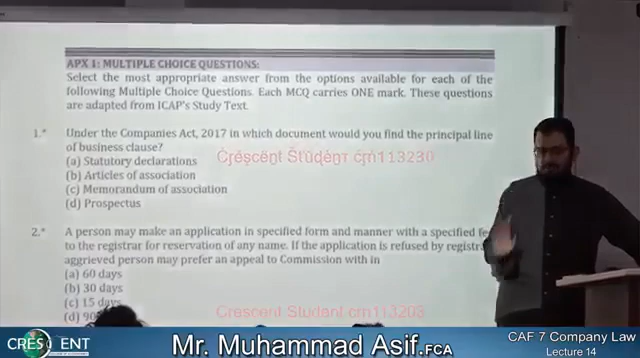 APX 1: MULTIPLE CHOICE QUESTIONS:
Select the most appropriate answer from the options available for each of the
following Multiple Choice Questions. Each MCQ carries ONE mark. These questions
are adapted from ICAP's Study Text
1.* Under the Companies Act, 2017 in which document would you find the principal line
of business clause?
(a) Statutory declarations
Crescent Student crn113230
(b) Articles of association
(c) Memorandum of association
(d) Prospectus
2.* A person may make an application in specified form and manner with a specified fe
to the registrar for reservation of any name. If the application is refused by registra
aggrieved person may prefer an appeal to Commission with in
(a) 60 days
(b) 30 days
(c) 15 days
(d) 90
Crescent Student
CRESCENT
Mr. Muhammad Asif.FCA
CAF 7 Company Law
Lecture 14